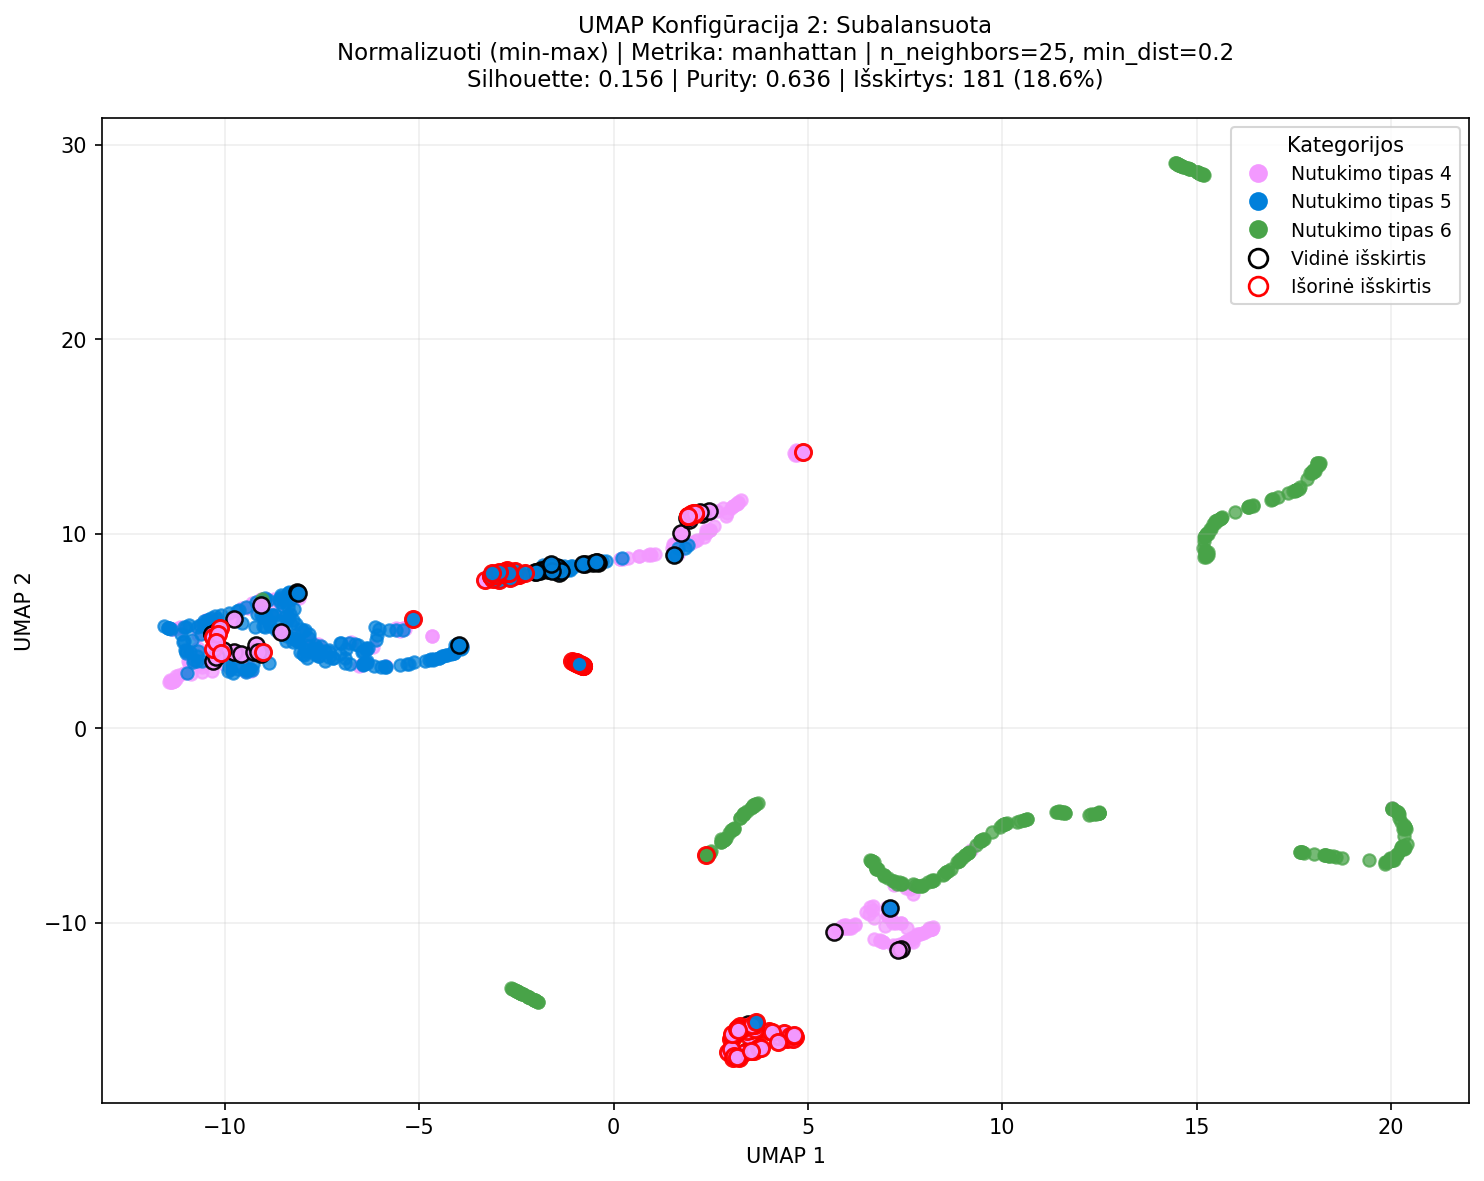 UMAP Konfigūracija 2: Subalansuota
Normalizuoti (min-max) | Metrika: manhattan | n_neighbors=25, min_dist=0.2
Silhouette: 0.156 | Purity: 0.636 | Išskirtys: 181 (18.6%)
Kategorijos
Nutukimo tipas 4
Nutukimo tipas 5
Nutukimo tipas 6
Vidinė išskirtis
Išorinė išskirtis
UMAP 2
30
20
10
0
−10
−10
−5
0
5
10
15
20
UMAP 1